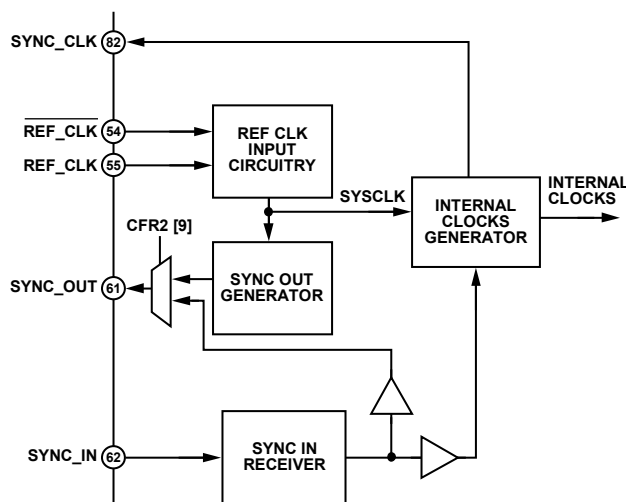 SYNC_CLK
82
REF_CLK
54
REF_CLK
55
REF CLK
INPUT
CIRCUITRY
SYSCLK
INTERNAL
CLOCKS
GENERATOR
INTERNAL
CLOCKS
CFR2 [9]
SYNC_OUT
61
SYNC OUT
GENERATOR
SYNC_IN
62
SYNC IN
RECEIVER